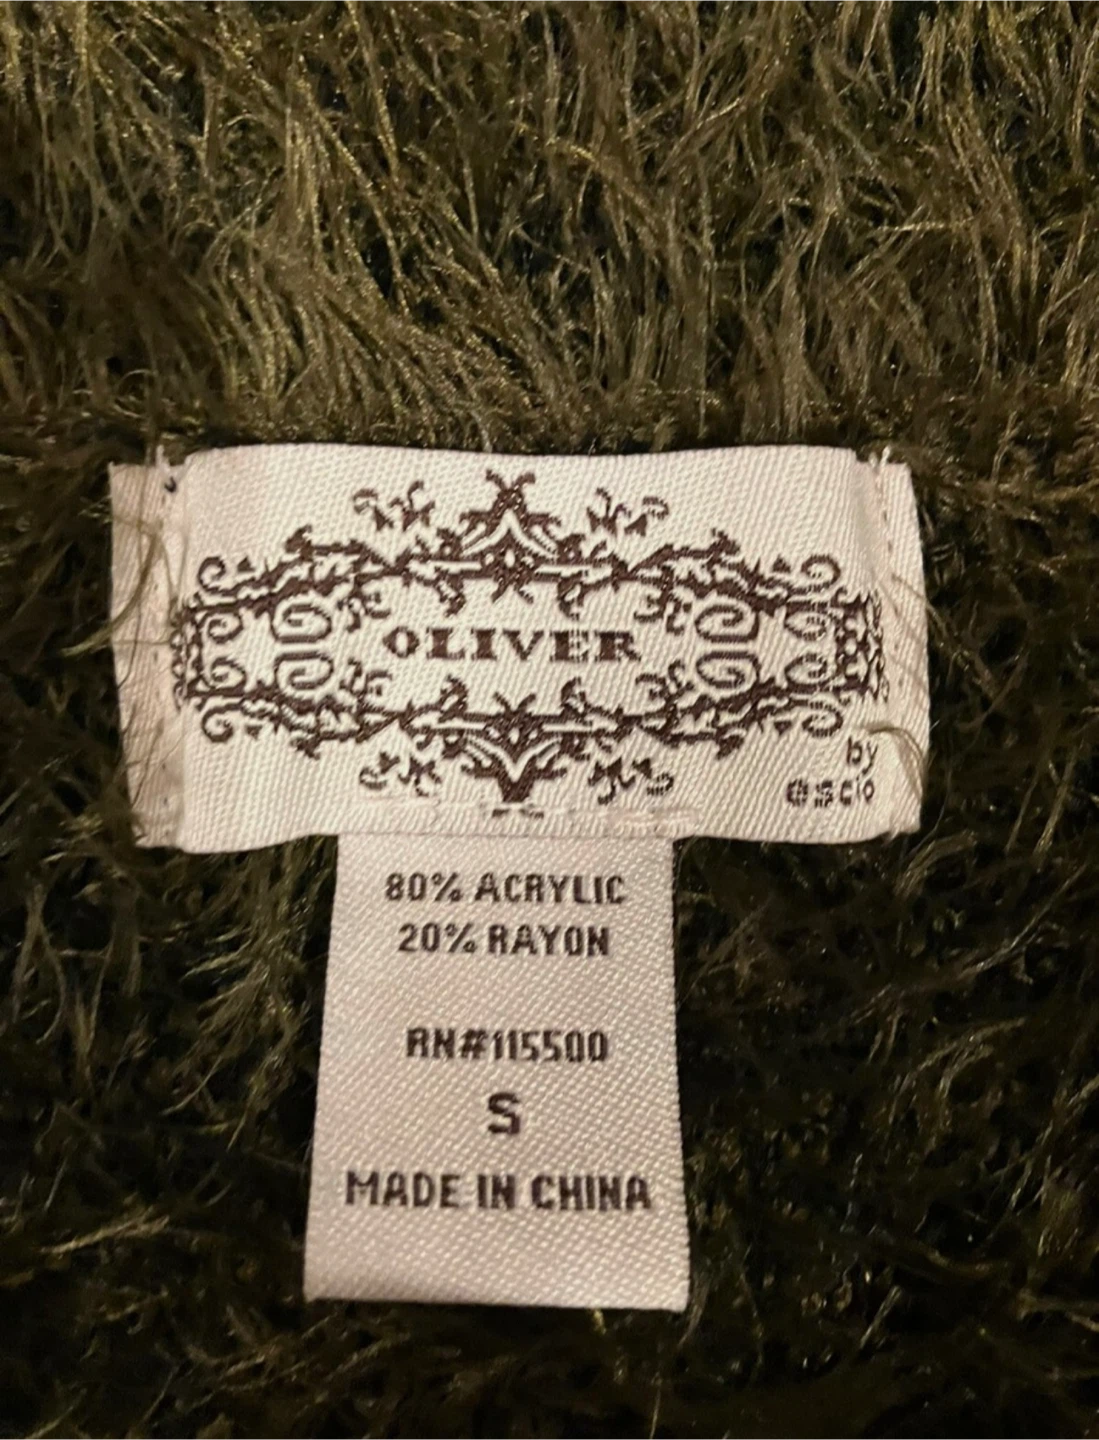 OLIVER
by
escio
80% ACRYLIC
20% RAYON
RN#115500
S
MADE IN CHINA